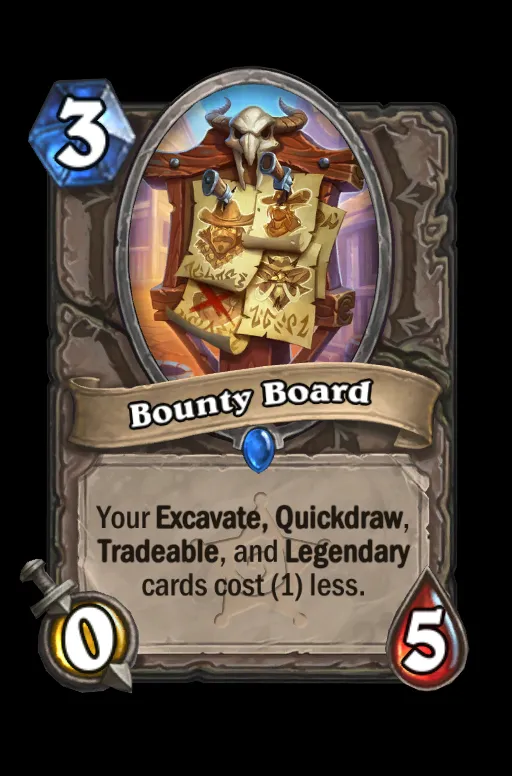 3
Bounty Board
Your Excavate, Quickdraw,
Tradeable, and Legendary
cards cost (1) less.
0
5